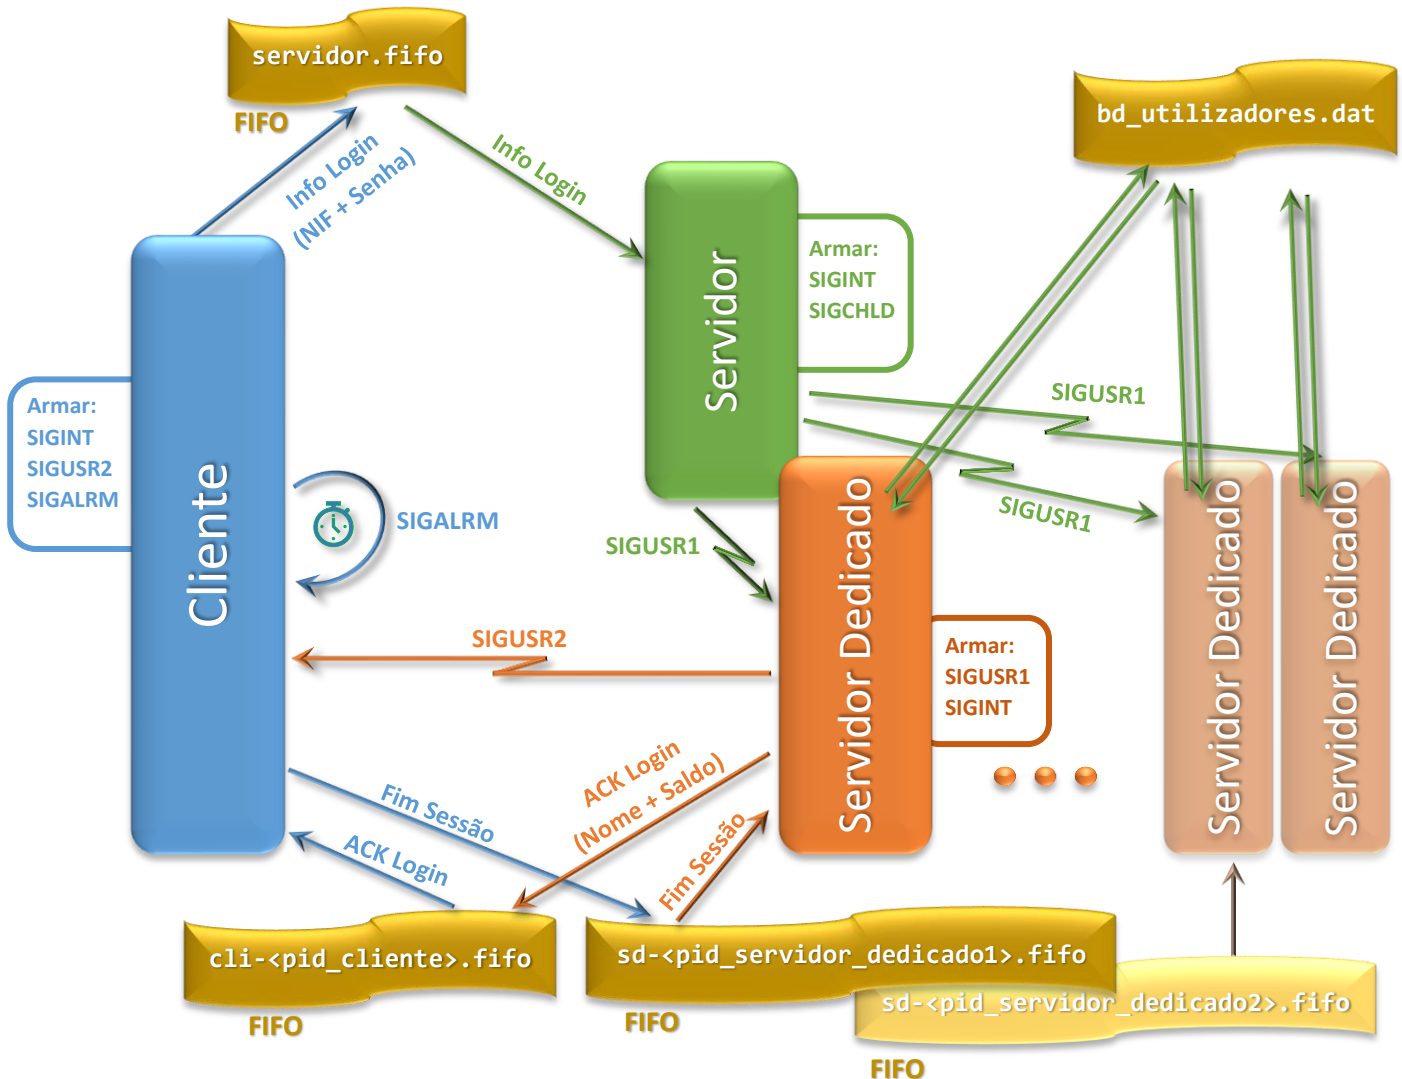 servidor.fifo
FIFO
bd_utilizadores.dat
Info Login
(NIF + Senha)
Info Login
Servidor
Armar:
SIGINT
SIGCHLD
SIGUSR1
SIGUSR1
SIGUSR1
Armar:
SIGINT
SIGUSR2
SIGALRM
Cliente
SIGALRM
SIGUSR2
Servidor Dedicado
Armar:
SIGUSR1
SIGINT
Servidor Dedicado
Servidor Dedicado
ACK Login
(Nome + Saldo)
Fim Sessão
Fim Sessão
ACK Login
cli-<pid_cliente>.fifo
FIFO
sd-<pid_servidor_dedicado1>.fifo
FIFO
sd-<pid_servidor_dedicado2>.fifo
FIFO